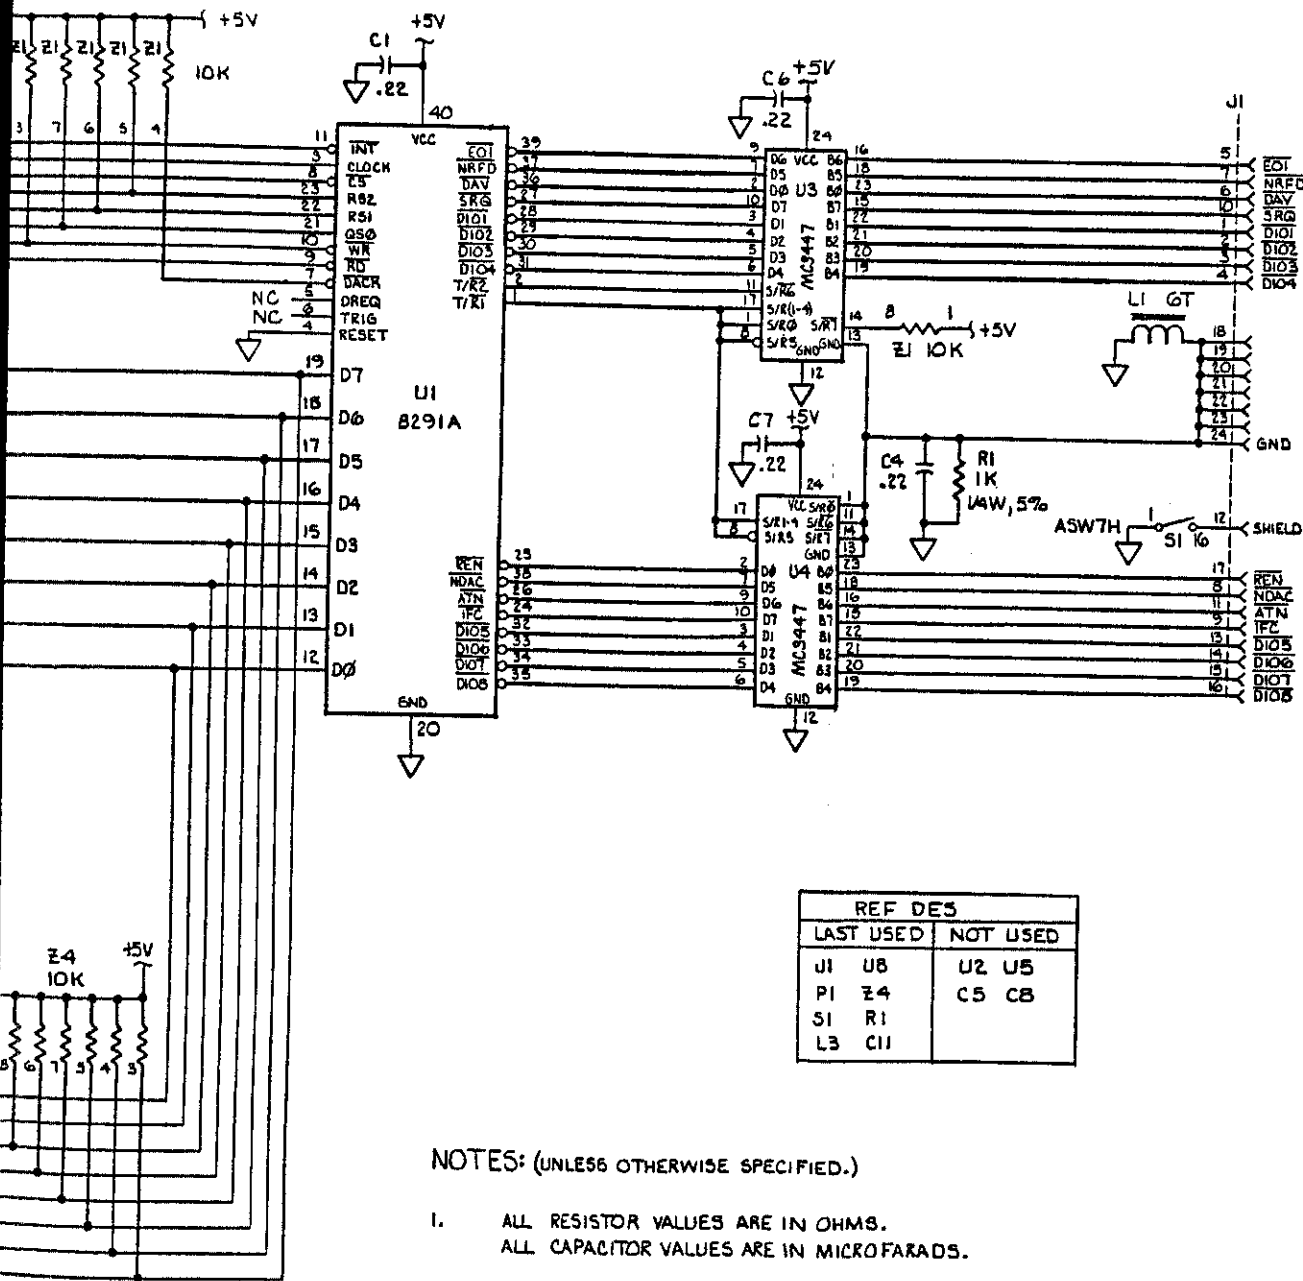 +5V
Z1 Z1 Z1 Z1 Z1
10K
3 7 6 5 4
C1
.22
+5V
40
VCC
11 INT
3 CLOCK
8 CS
23 RS2
22 RS1
21 QSØ
10 WR
9 RD
7 DACK
NC 5 DREQ
NC 6 TRIG
4 RESET
19 D7
18 D6
17 D5
16 D4
15 D3
14 D2
13 D1
12 DØ
U1
8291A
EOI 39
NRFD 37
DAV 36
SRQ 27
DIO1 28
DIO2 29
DIO3 30
DIO4 31
T/R2 2
T/R1 1
REN 25
NDAC 38
ATN 26
IFC 24
DIO5 32
DIO6 33
DIO7 34
DIO8 35
GND
20
C6
.22
+5V
24
VCC
U3
MC3447
9 D6 B6 16
D5 B5 18
2 DØ BØ 23
10 D7 B7 15
3 D1 B1 22
4 D2 B2 21
5 D3 B3 20
6 D4 B4 19
11 S/R6
17 S/R(1-4)
1 S/RØ S/R7 14
8 S/R5 GND 13
GND
12
8 1
Z1 10K
+5V
C7
.22
+5V
24
VCC S/RØ 1
17 S/R1-4 S/R6 11
8 S/R5 S/R7 14
GND 13
2 DØ U4 BØ 23
D5 B5 18
9 D6 B6 16
10 D7 B7 15
3 D1 B1 22
4 D2 B2 21
5 D3 B3 20
6 D4 B4 19
MC3447
GND
12
C4
.22
R1
1K
1/4W, 5%
J1
5 EOI
7 NRFD
6 DAV
10 SRQ
1 DIO1
2 DIO2
3 DIO3
4 DIO4
L1 6T
18
19
20
21
22
23
24 GND
ASW7H 1 S1 16 12 SHIELD
17 REN
8 NDAC
11 ATN
9 IFC
13 DIO5
14 DIO6
15 DIO7
16 DIO8
Z4
10K
+5V
8 6 7 5 4 3
REF DES
LAST USED NOT USED
J1 U8 U2 U5
P1 Z4 C5 C8
S1 R1
L3 C11
NOTES: (UNLESS OTHERWISE SPECIFIED.)
1. ALL RESISTOR VALUES ARE IN OHMS.
ALL CAPACITOR VALUES ARE IN MICROFARADS.